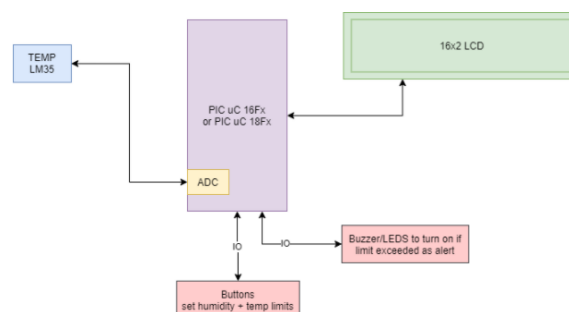 TEMP
LM35
16x2 LCD
PIC uC 16Fx
or PIC uC 18Fx
ADC
IO
IO
Buzzer/LEDS to turn on if
limit exceeded as alert
Buttons
set humidity + temp limits